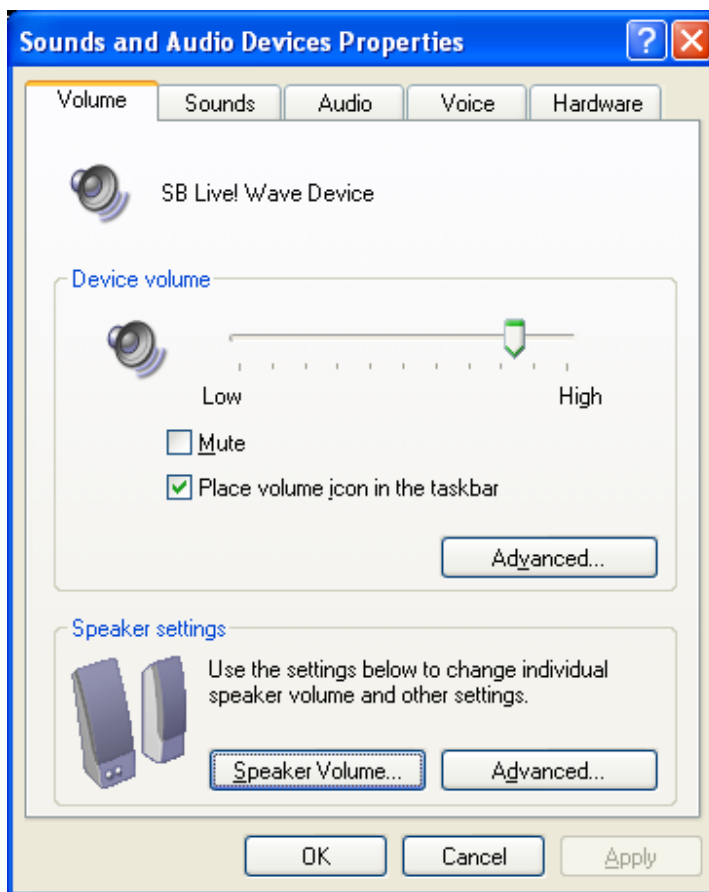 Sounds and Audio Devices Properties
Volume
Sounds
Audio
Voice
Hardware
SB Live! Wave Device
Device volume
Low
High
Mute
Place volume icon in the taskbar
Advanced...
Speaker settings
Use the settings below to change individual
speaker volume and other settings.
Speaker Volume...
Advanced...
OK
Cancel
Apply